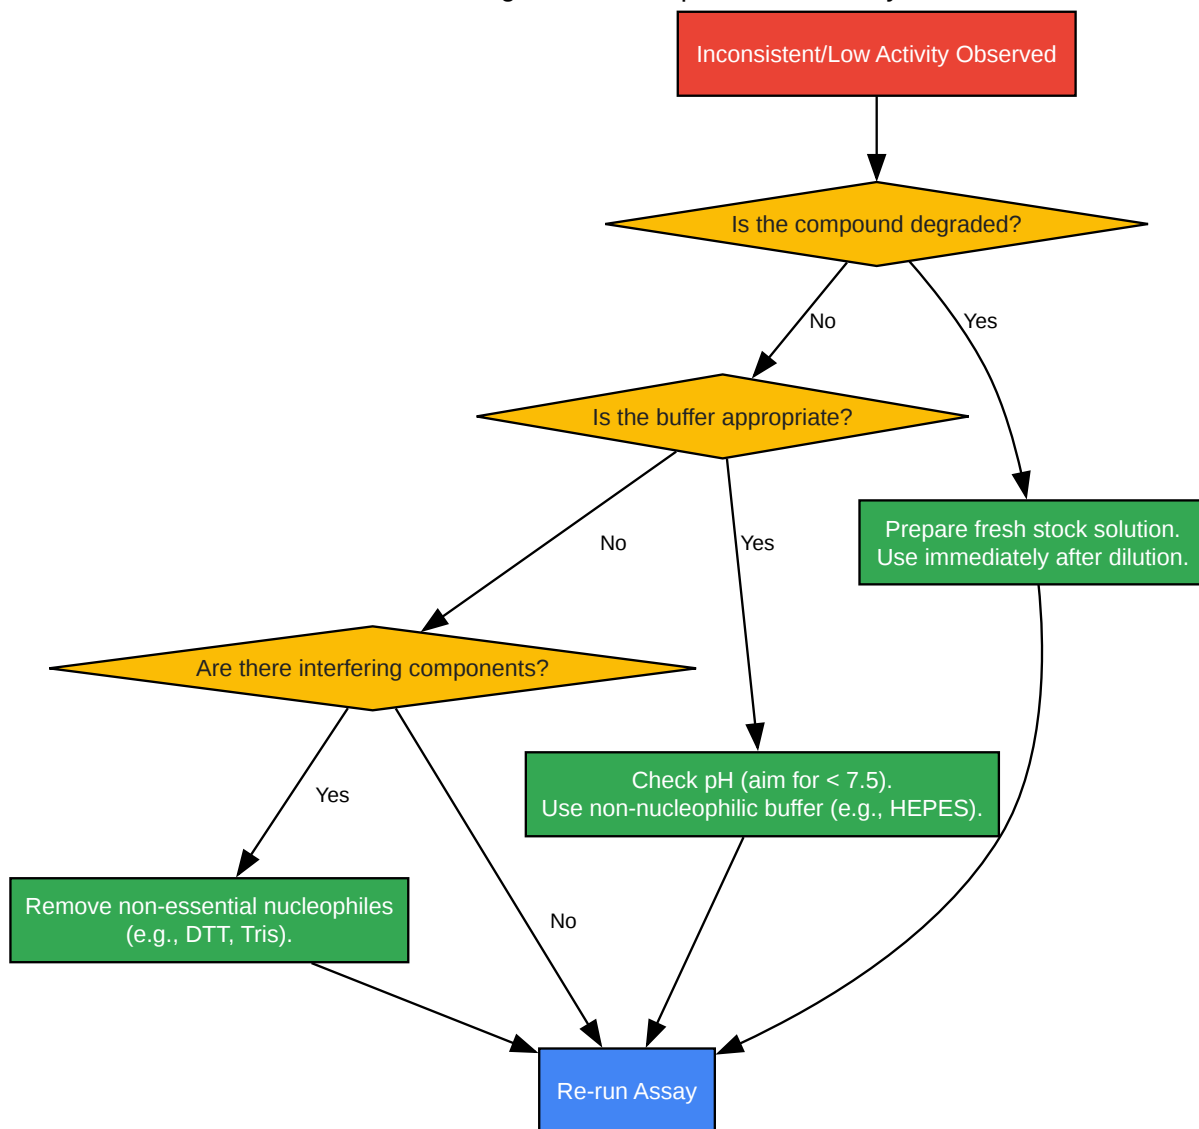 Inconsistent/Low Activity Observed
Is the compound degraded?
No
Yes
Is the buffer appropriate?
Prepare fresh stock solution.
Use immediately after dilution.
No
Yes
Are there interfering components?
Check pH (aim for < 7.5).
Use non-nucleophilic buffer (e.g., HEPES).
Yes
Remove non-essential nucleophiles
(e.g., DTT, Tris).
No
Re-run Assay